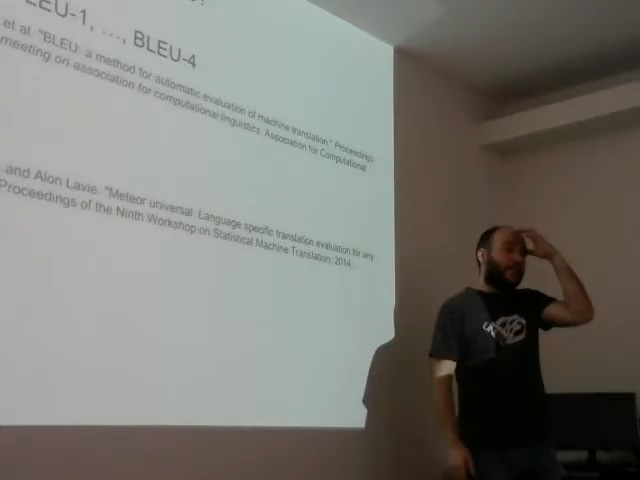 LEU-1, ..., BLEU-4
et al. "BLEU: a method for automatic evaluation of machine translation." Proceedings
meeting on association for computational linguistics. Association for Computational
and Alon Lavie. "Meteor universal: Language specific translation evaluation for any
Proceedings of the Ninth Workshop on Statistical Machine Translation. 2014.